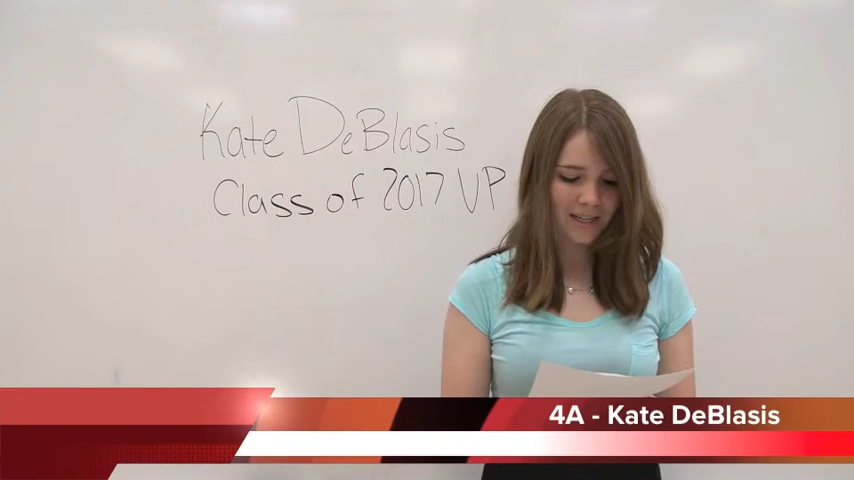 Kate DeBlasis
Class of 2017 VP
4A - Kate DeBlasis